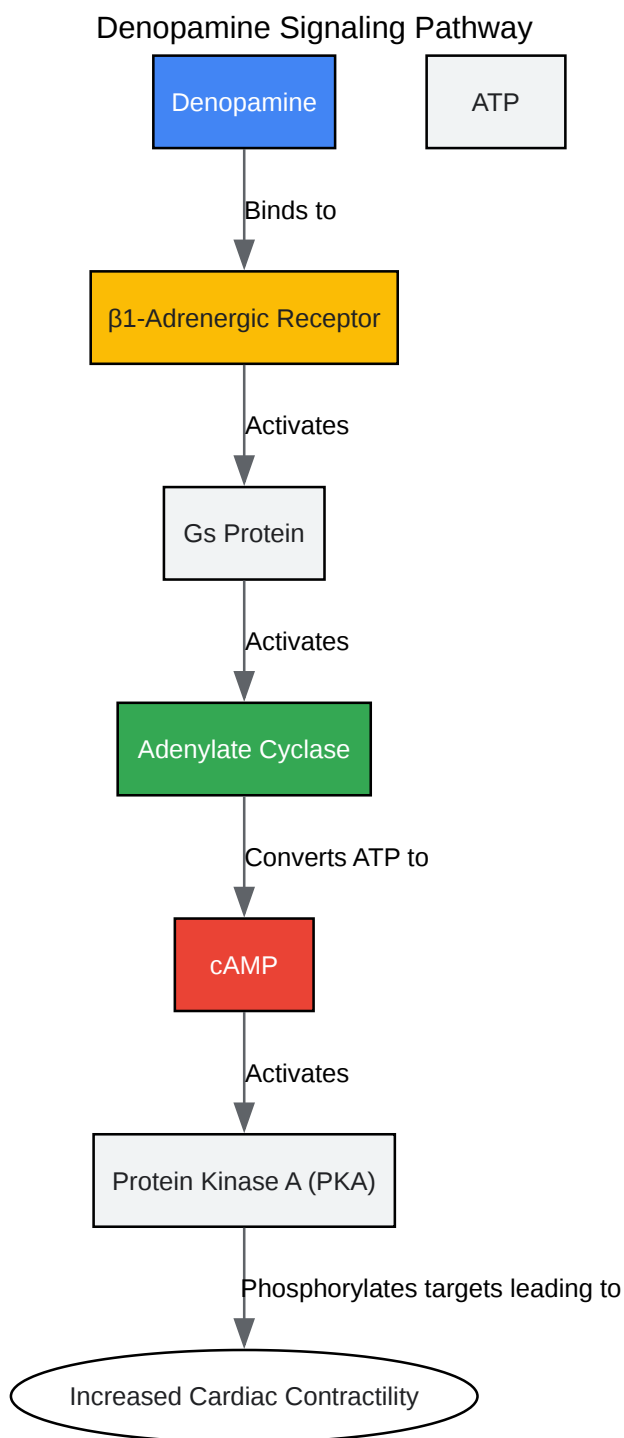 Denopamine Signaling Pathway
Denopamine
ATP
Binds to
β1-Adrenergic Receptor
Activates
Gs Protein
Activates
Adenylate Cyclase
Converts ATP to
cAMP
Activates
Protein Kinase A (PKA)
Phosphorylates targets leading to
Increased Cardiac Contractility